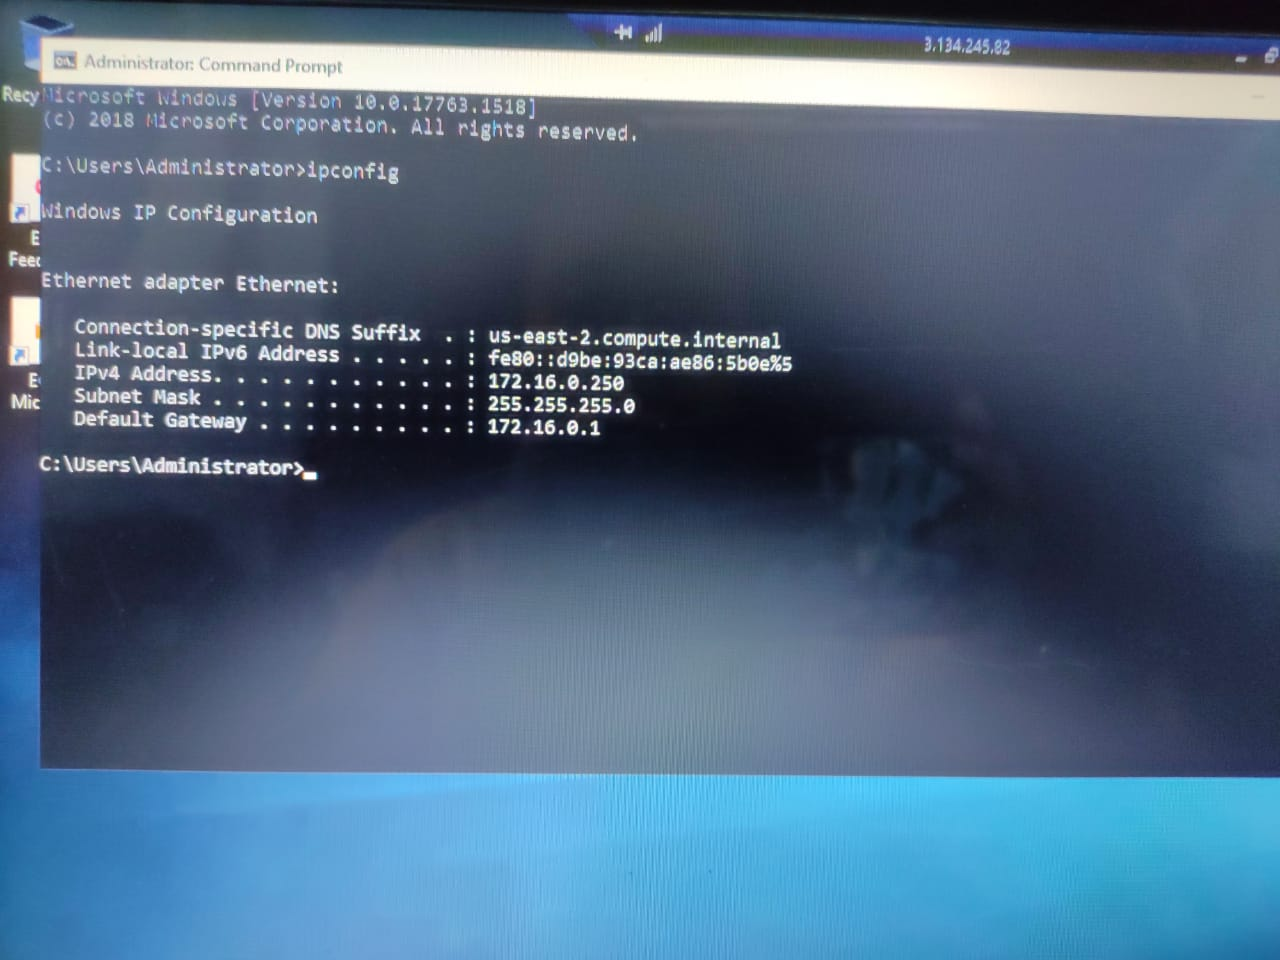 3.134.245.82
Administrator: Command Prompt
Recy
Microsoft Windows [Version 10.0.17763.1518]
(c) 2018 Microsoft Corporation. All rights reserved.
C:\Users\Administrator>ipconfig
Windows IP Configuration
E
Feed
Ethernet adapter Ethernet:
Connection-specific DNS Suffix . : us-east-2.compute.internal
Link-local IPv6 Address . . . . . : fe80::d9be:93ca:ae86:5b0e%5
IPv4 Address. . . . . . . . . . . : 172.16.0.250
Subnet Mask . . . . . . . . . . . : 255.255.255.0
Default Gateway . . . . . . . . . : 172.16.0.1
E
Mic
C:\Users\Administrator>